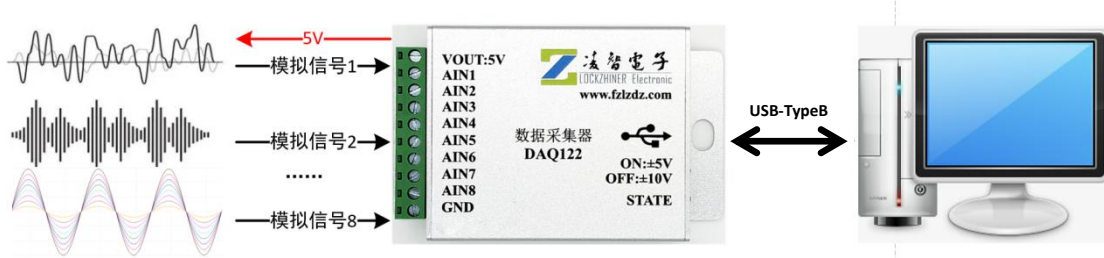 5V
模拟信号1
模拟信号2
......
模拟信号8
VOUT:5V
AIN1
AIN2
AIN3
AIN4
AIN5
AIN6
AIN7
AIN8
GND
凌智电子
LOCKZHINER Electronic
www.fzlzdz.com
数据采集器
DAQ122
ON:±5V
OFF:±10V
STATE
USB-TypeB